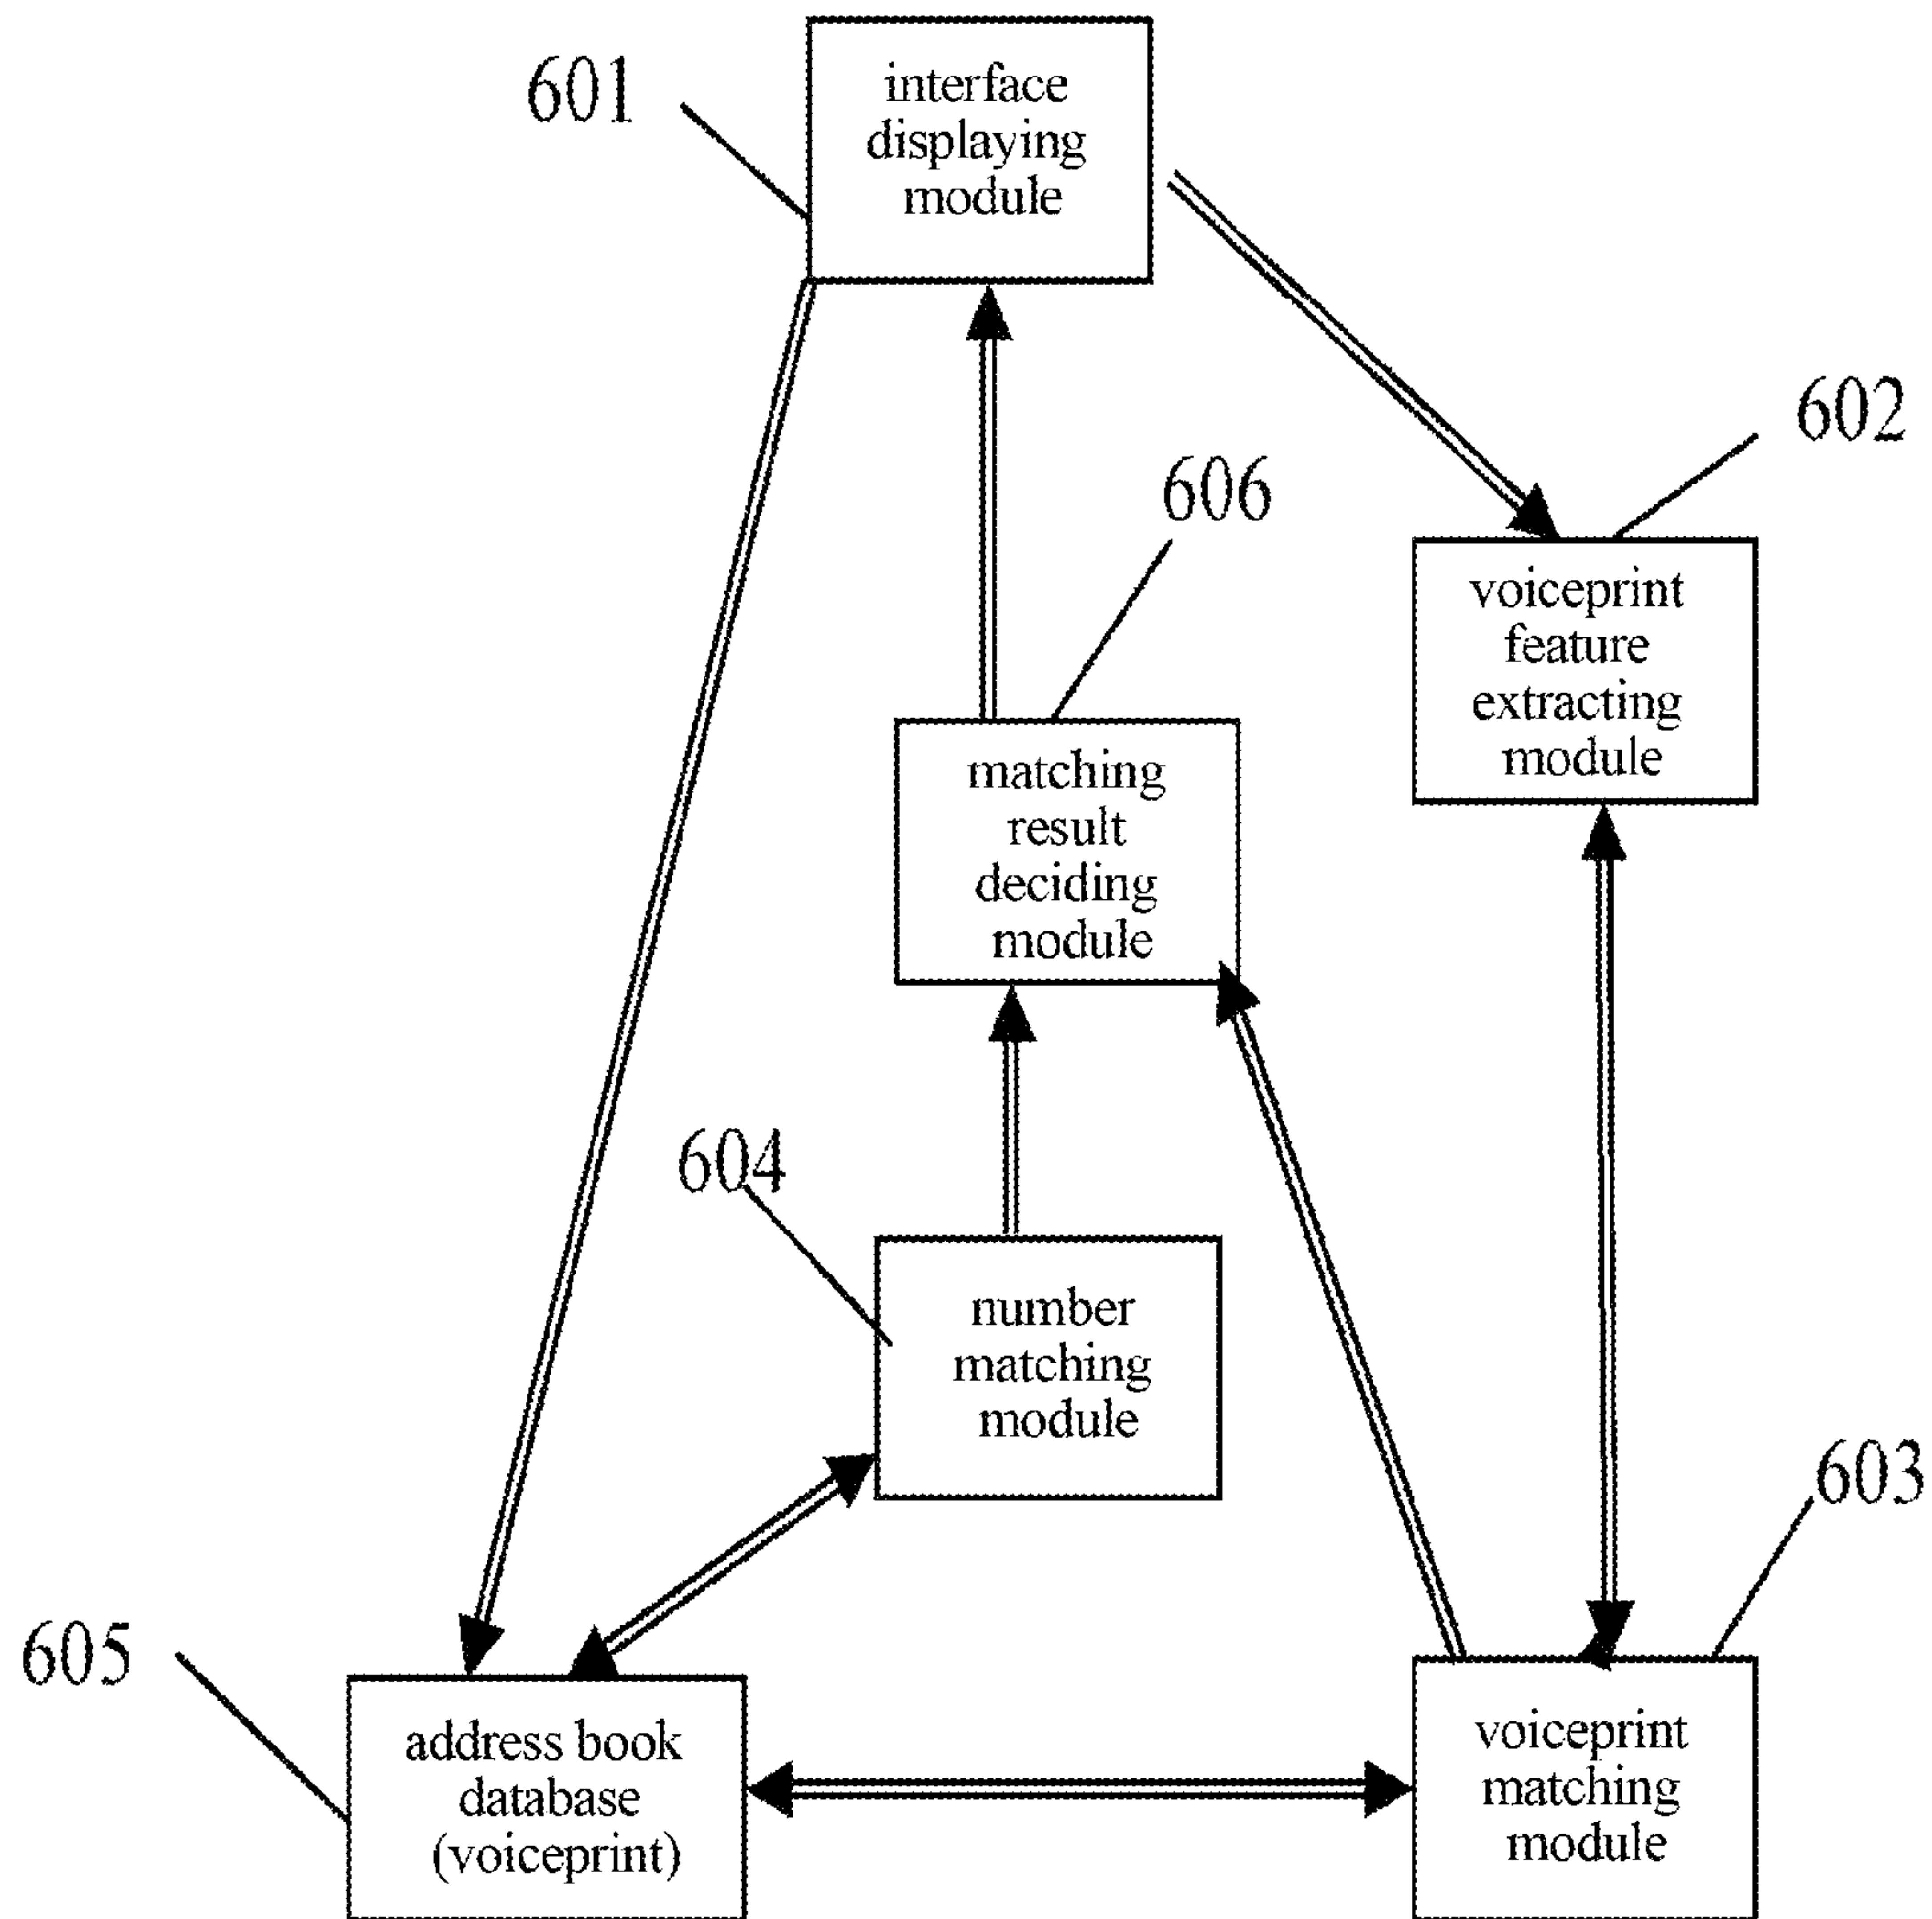 601
interface
displaying
module
602
606
voiceprint
feature
extracting
module
matching
result
deciding
module
604
number
matching
module
603
605
address book
database
(voiceprint)
voiceprint
matching
module